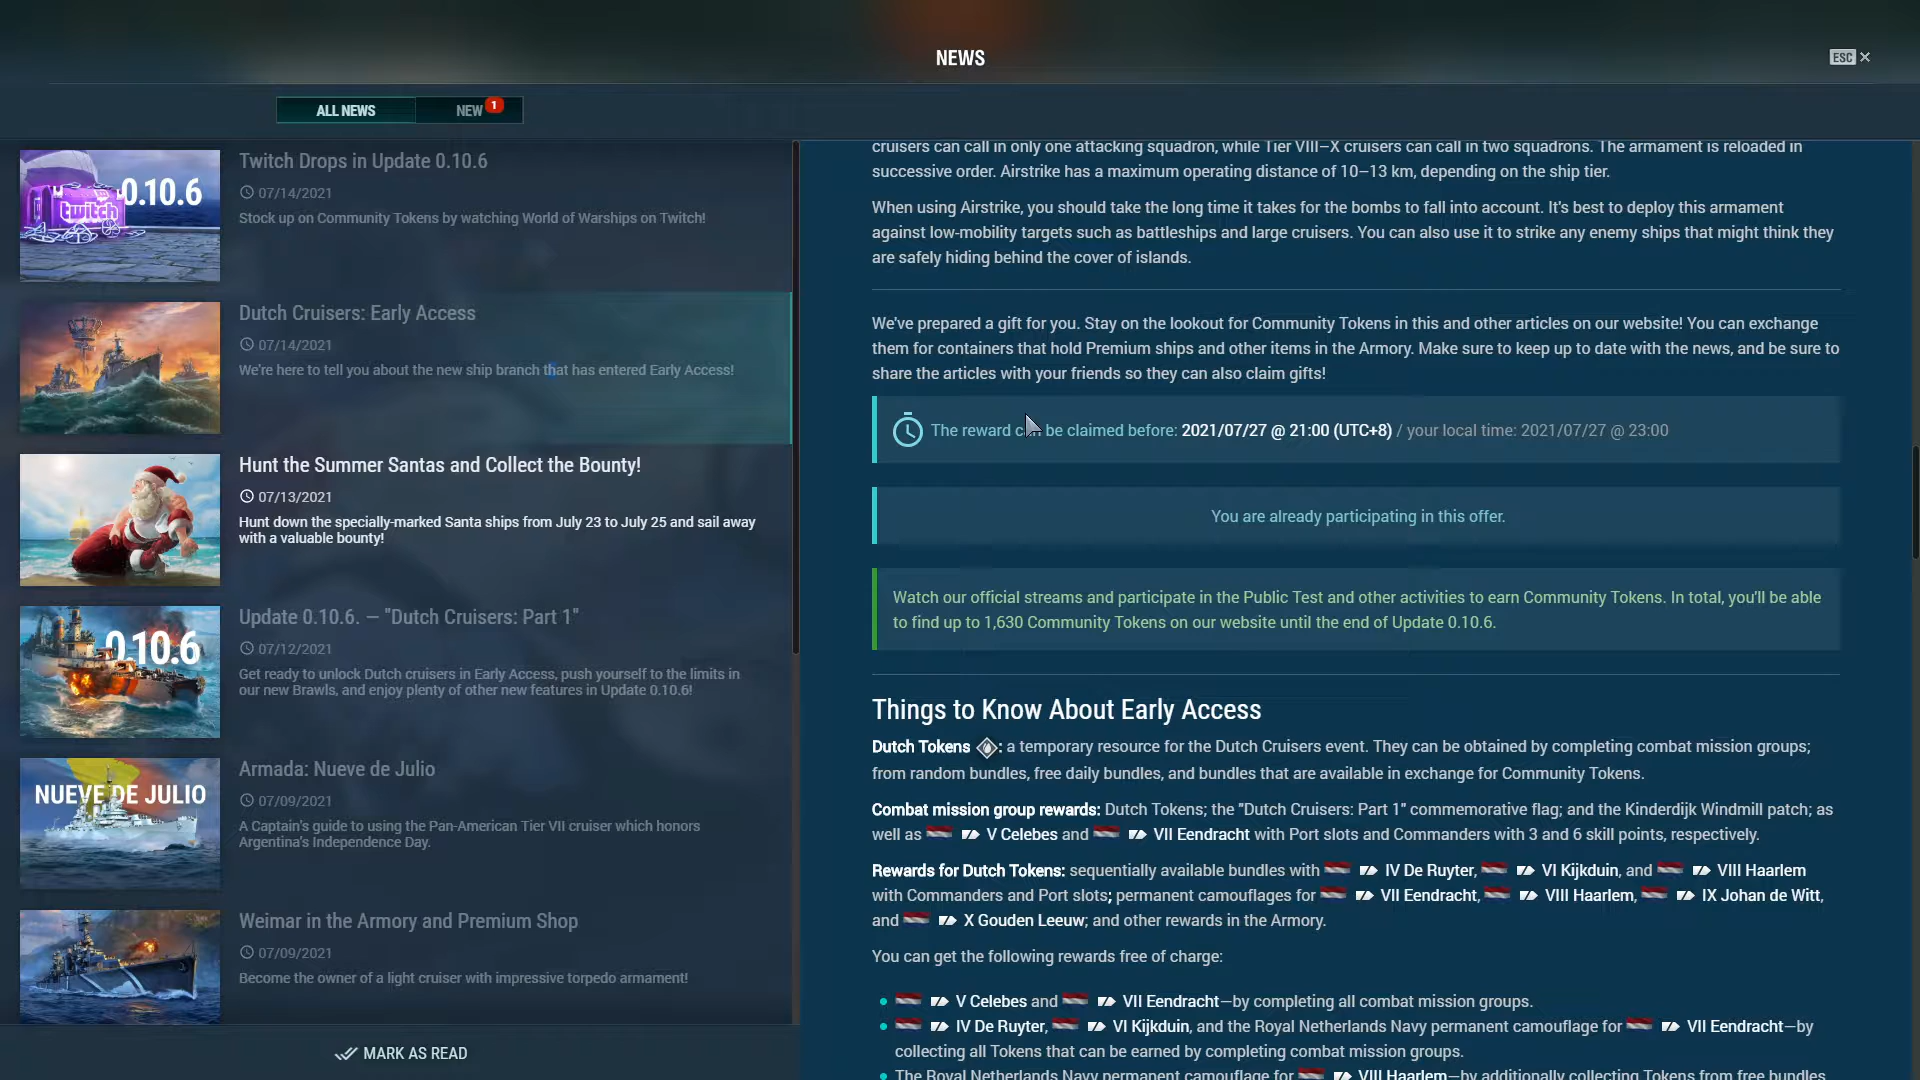 NEWS
ESC
ALL NEWS
NEW 1
0.10.6
twitch
Twitch Drops in Update 0.10.6
07/14/2021
Stock up on Community Tokens by watching World of Warships on Twitch!
Dutch Cruisers: Early Access
07/14/2021
We're here to tell you about the new ship branch that has entered Early Access!
Hunt the Summer Santas and Collect the Bounty!
07/13/2021
Hunt down the specially-marked Santa ships from July 23 to July 25 and sail away
with a valuable bounty!
0.10.6
Update 0.10.6. — "Dutch Cruisers: Part 1"
07/12/2021
Get ready to unlock Dutch cruisers in Early Access, push yourself to the limits in
our new Brawls, and enjoy plenty of other new features in Update 0.10.6!
NUEVE DE JULIO
Armada: Nueve de Julio
07/09/2021
A Captain's guide to using the Pan-American Tier VII cruiser which honors
Argentina's Independence Day.
Weimar in the Armory and Premium Shop
07/09/2021
Become the owner of a light cruiser with impressive torpedo armament!
MARK AS READ
cruisers can call in only one attacking squadron, while Tier VIII–X cruisers can call in two squadrons. The armament is reloaded in
successive order. Airstrike has a maximum operating distance of 10–13 km, depending on the ship tier.
When using Airstrike, you should take the long time it takes for the bombs to fall into account. It's best to deploy this armament
against low-mobility targets such as battleships and large cruisers. You can also use it to strike any enemy ships that might think they
are safely hiding behind the cover of islands.
We've prepared a gift for you. Stay on the lookout for Community Tokens in this and other articles on our website! You can exchange
them for containers that hold Premium ships and other items in the Armory. Make sure to keep up to date with the news, and be sure to
share the articles with your friends so they can also claim gifts!
The reward can be claimed before: 2021/07/27 @ 21:00 (UTC+8) / your local time: 2021/07/27 @ 23:00
You are already participating in this offer.
Watch our official streams and participate in the Public Test and other activities to earn Community Tokens. In total, you'll be able
to find up to 1,630 Community Tokens on our website until the end of Update 0.10.6.
Things to Know About Early Access
Dutch Tokens : a temporary resource for the Dutch Cruisers event. They can be obtained by completing combat mission groups;
from random bundles, free daily bundles, and bundles that are available in exchange for Community Tokens.
Combat mission group rewards: Dutch Tokens; the "Dutch Cruisers: Part 1" commemorative flag; and the Kinderdijk Windmill patch; as
well as V Celebes and VII Eendracht with Port slots and Commanders with 3 and 6 skill points, respectively.
Rewards for Dutch Tokens: sequentially available bundles with IV De Ruyter, VI Kijkduin, and VIII Haarlem
with Commanders and Port slots; permanent camouflages for VII Eendracht, VIII Haarlem, IX Johan de Witt,
and X Gouden Leeuw; and other rewards in the Armory.
You can get the following rewards free of charge:
• V Celebes and VII Eendracht—by completing all combat mission groups.
• IV De Ruyter, VI Kijkduin, and the Royal Netherlands Navy permanent camouflage for VII Eendracht—by
collecting all Tokens that can be earned by completing combat mission groups.
• The Royal Netherlands Navy permanent camouflage for VIII Haarlem—by additionally collecting Tokens from free bundles